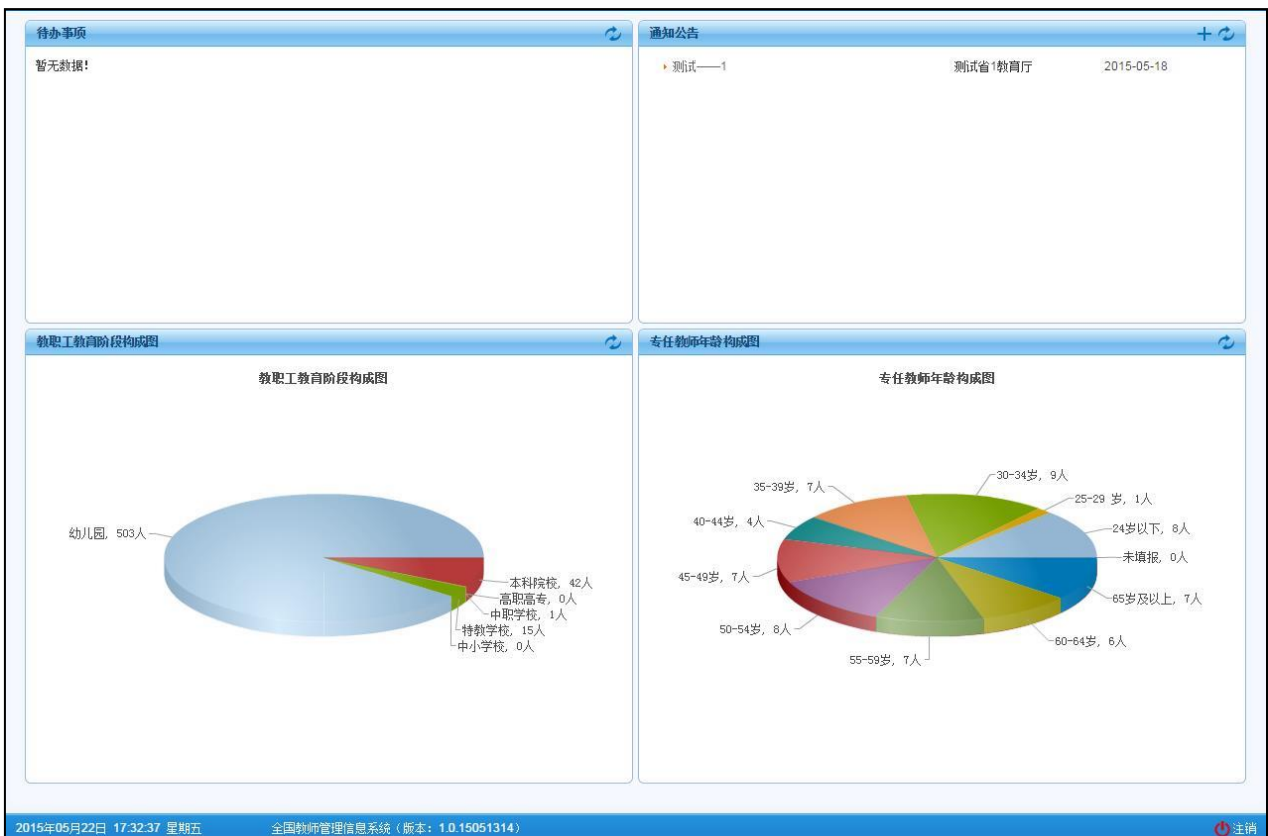 待办事项
暂无数据!
通知公告
测试——1 测试省1教育厅 2015-05-18
教职工教育阶段构成图
教职工教育阶段构成图
幼儿园, 503人
本科院校, 42人
高职高专, 0人
中职学校, 1人
特教学校, 15人
中小学校, 0人
专任教师年龄构成图
专任教师年龄构成图
30-34岁, 9人
35-39岁, 7人
25-29 岁, 1人
40-44岁, 4人
24岁以下, 8人
未填报, 0人
45-49岁, 7人
65岁及以上, 7人
50-54岁, 8人
60-64岁, 6人
55-59岁, 7人
2015年05月22日 17:32:37 星期五 全国教师管理信息系统（版本：1.0.15051314） 注销